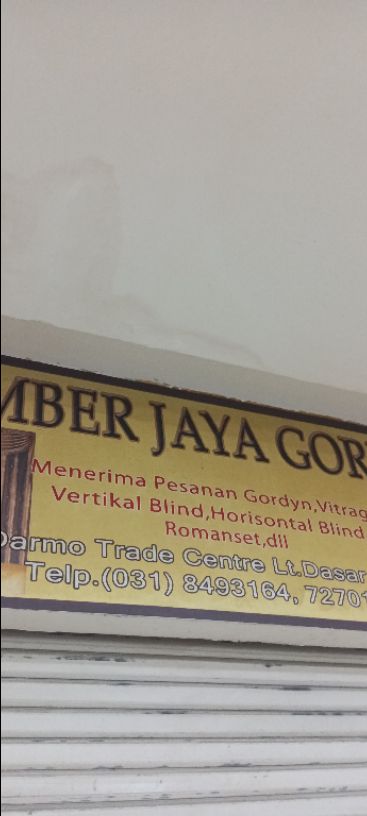 MBER JAYA GOR
Menerima Pesanan Gordyn,Vitrag
Vertikal Blind,Horisontal Blind
Romanset,dll
Darmo Trade Centre Lt.Dasar
Telp.(031) 8493164, 72701